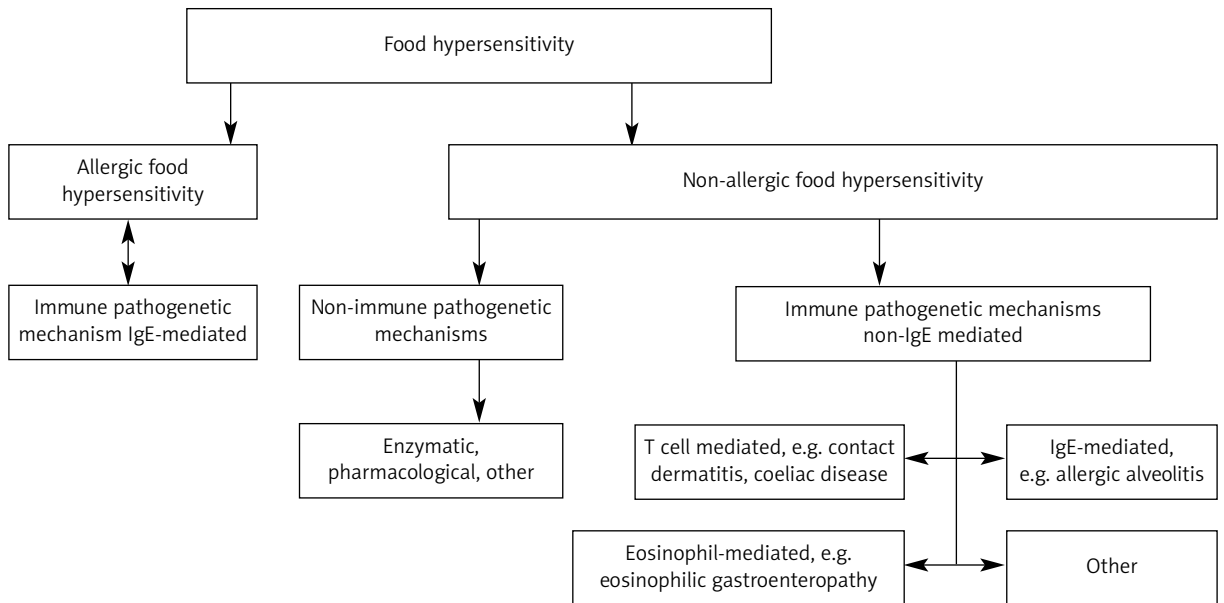 Food hypersensitivity
Allergic food
hypersensitivity
Non-allergic food hypersensitivity
Immune pathogenetic
mechanism IgE-mediated
Non-immune pathogenetic
mechanisms
Immune pathogenetic mechanisms
non-IgE mediated
Enzymatic,
pharmacological, other
T cell mediated, e.g. contact
dermatitis, coeliac disease
IgE-mediated,
e.g. allergic alveolitis
Eosinophil-mediated, e.g.
eosinophilic gastroenteropathy
Other